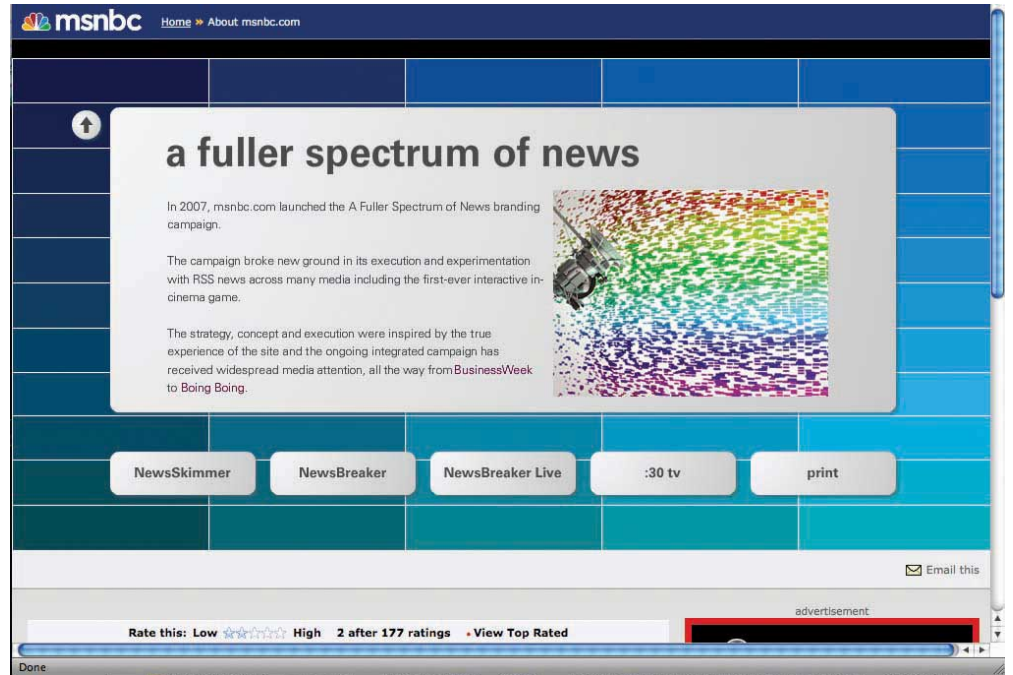 msnbc Home » About msnbc.com
a fuller spectrum of news
In 2007, msnbc.com launched the A Fuller Spectrum of News branding
campaign.
The campaign broke new ground in its execution and experimentation
with RSS news across many media including the first-ever interactive in-
cinema game.
The strategy, concept and execution were inspired by the true
experience of the site and the ongoing integrated campaign has
received widespread media attention, all the way from BusinessWeek
to Boing Boing.
NewsSkimmer NewsBreaker NewsBreaker Live :30 tv print
Email this
advertisement
Rate this: Low High 2 after 177 ratings • View Top Rated
Done